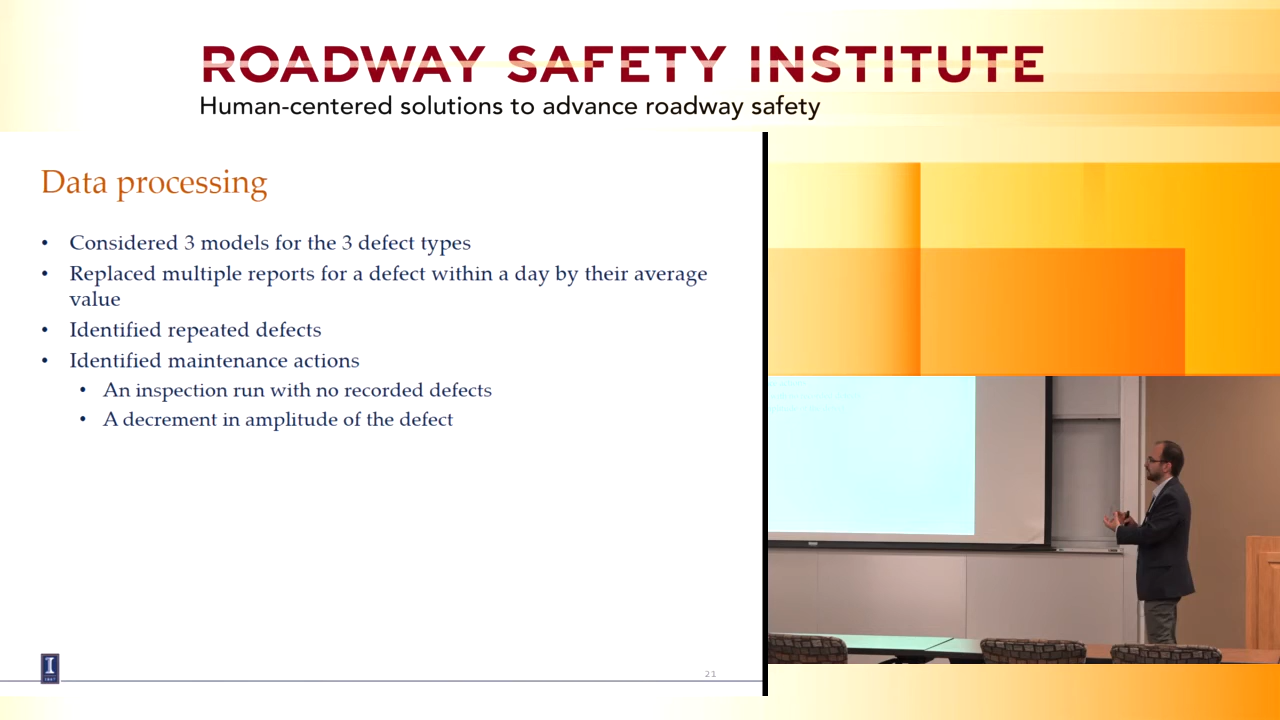 ROADWAY SAFETY INSTITUTE
Human-centered solutions to advance roadway safety
Data processing
• Considered 3 models for the 3 defect types
• Replaced multiple reports for a defect within a day by their average
value
• Identified repeated defects
• Identified maintenance actions
• An inspection run with no recorded defects
• A decrement in amplitude of the defect
I
21